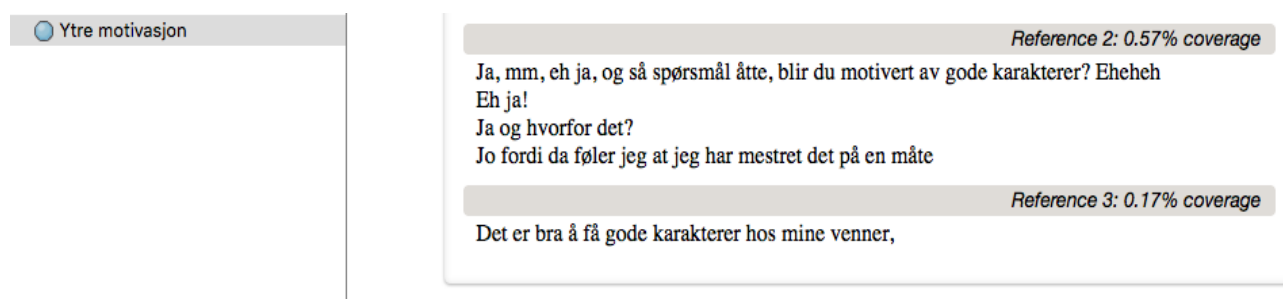 Ytre motivasjon
Reference 2: 0.57% coverage
Ja, mm, eh ja, og så spørsmål åtte, blir du motivert av gode karakterer? Eheheh
Eh ja!
Ja og hvorfor det?
Jo fordi da føler jeg at jeg har mestret det på en måte
Reference 3: 0.17% coverage
Det er bra å få gode karakterer hos mine venner,